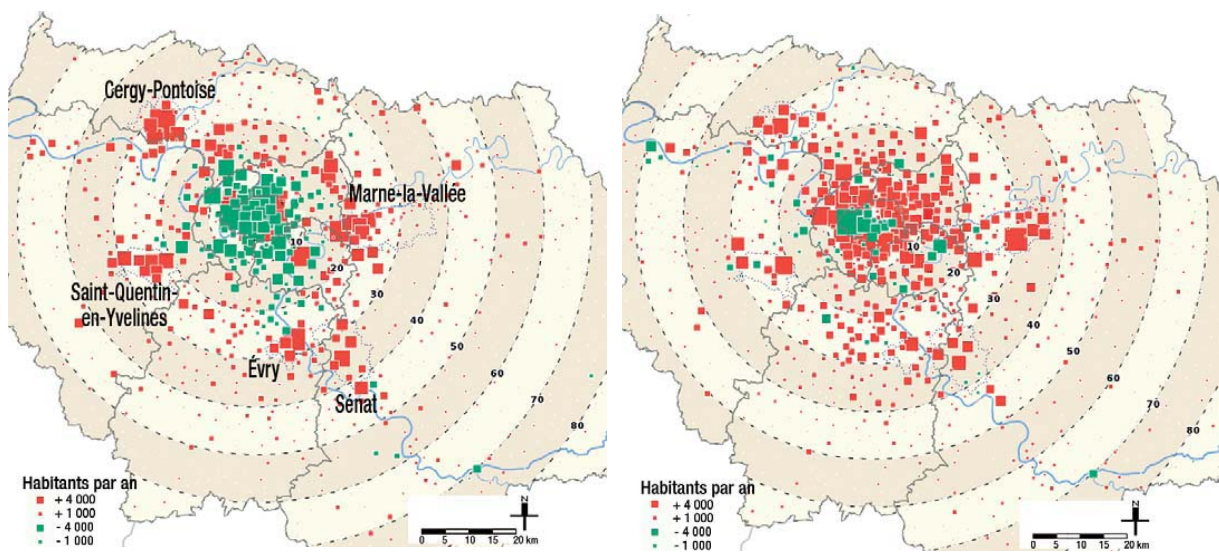 Cergy-Pontoise
Marne-la-Vallée
Saint-Quentin-
en-Yvelines
Évry
Sénat
10
20
30
40
50
60
70
80
Habitants par an
+ 4 000
+ 1 000
- 4 000
- 1 000
N
0 5 10 15 20 km
10
20
30
40
50
60
70
80
Habitants par an
+ 4 000
+ 1 000
- 4 000
- 1 000
N
0 5 10 15 20 km